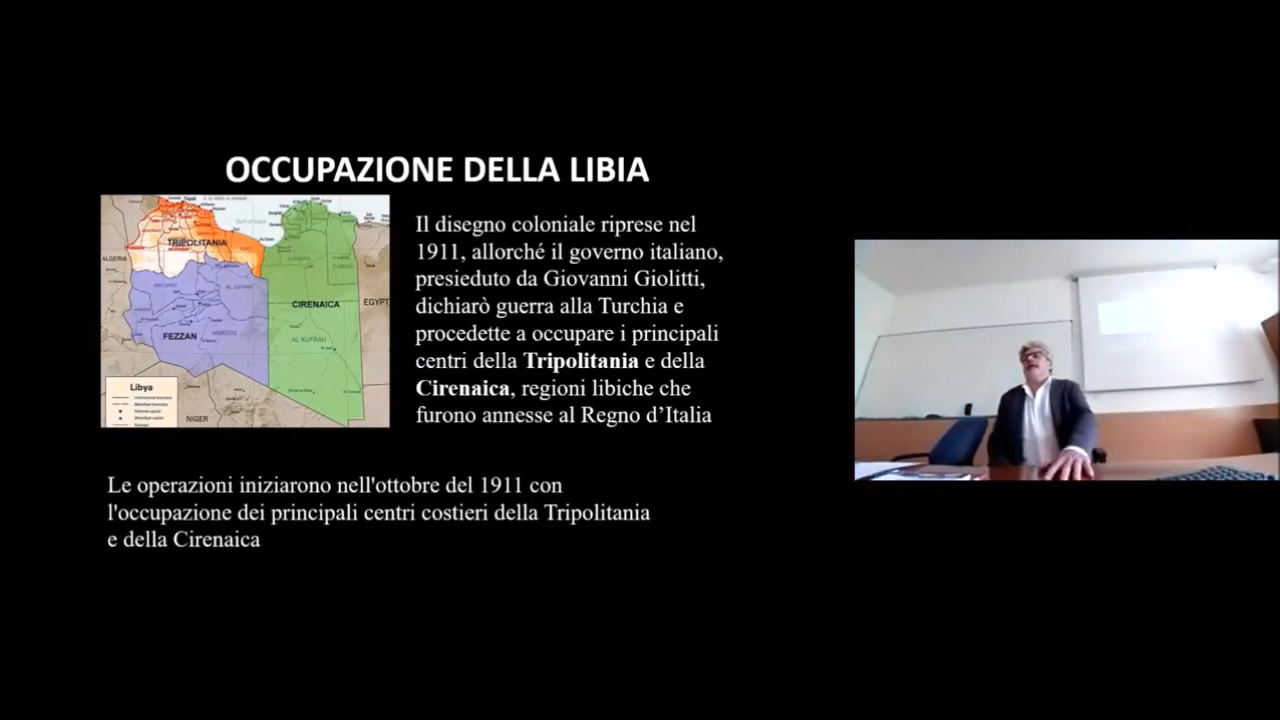 OCCUPAZIONE DELLA LIBIA
TRIPOLITANIA
ALGERIA
CIRENAICA
EGYPT
FEZZAN
AL KUFRAH
Libya
NIGER
Il disegno coloniale riprese nel
1911, allorché il governo italiano,
presieduto da Giovanni Giolitti,
dichiarò guerra alla Turchia e
procedette a occupare i principali
centri della Tripolitania e della
Cirenaica, regioni libiche che
furono annesse al Regno d’Italia
Le operazioni iniziarono nell'ottobre del 1911 con
l'occupazione dei principali centri costieri della Tripolitania
e della Cirenaica